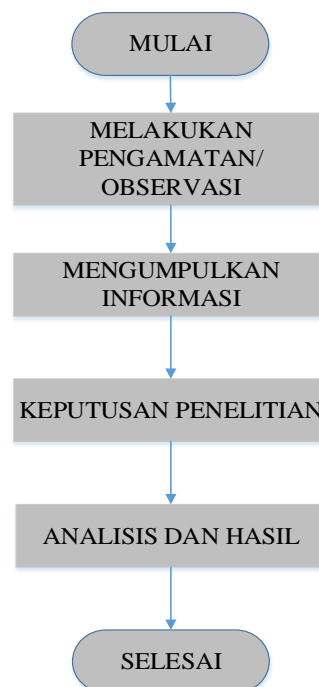 MULAI
MELAKUKAN
PENGAMATAN/
OBSERVASI
MENGUMPULKAN
INFORMASI
KEPUTUSAN PENELITIAN
ANALISIS DAN HASIL
SELESAI